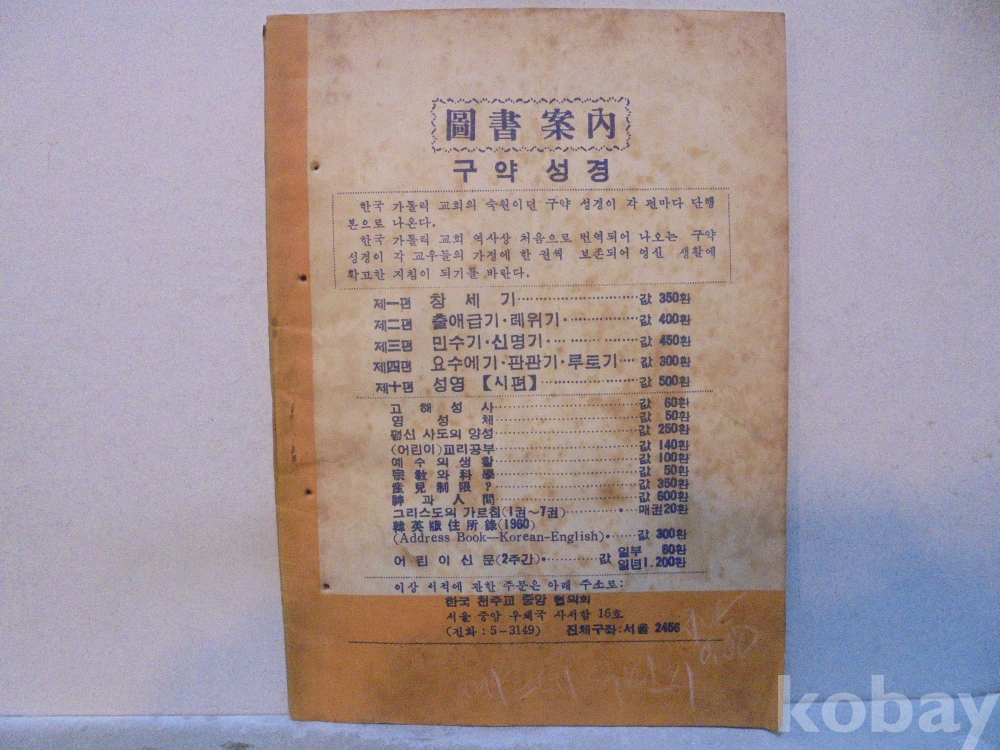 圖書案內
구약 성경
한국 가톨릭 교회의 숙원이던 구약 성경이 각 편마다 단행
본으로 나온다.
한국 가톨릭 교회 역사상 처음으로 번역되어 나오는 구약
성경이 각 교우들의 가정에 한 권씩 보존되어 영신 생활에
확고한 지침이 되기를 바란다.
제一편 창세기 값 350환
제二편 출애급기·레위기 값 400환
제三편 민수기·신명기 값 450환
제四편 요수에기·판관기·루토기 값 300환
제十편 성영【시편】 값 500환
고해성사 값 60환
영성체 값 50환
평신 사도의 양성 값 250환
(어린이)교리공부 값 140환
예수의 생활 값 100환
宗敎와 科學 값 50환
産兒制限? 값 350환
神과 人間 값 600환
그리스도의 가르침(1권~7권) 매권20환
韓英版住所錄(1960)
(Address Book—Korean-English) 값 300환
어린이신문(2주간) 값 일부 60환
일년1.200환
이상 서적에 관한 주문은 아래 주소로:
한국 천주교 중앙 협의회
서울 중앙 우체국 사서함 16호
(전화:5-3149) 진체구좌:서울 2456
kobay